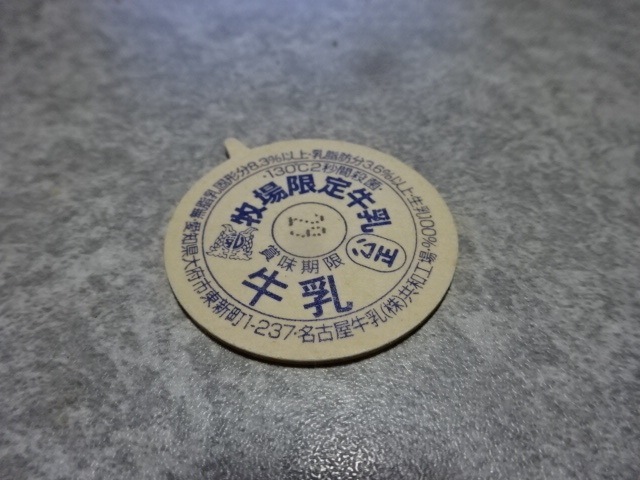 無脂乳固形分8.3%以上・乳脂肪分3.6%以上・生乳100%
・130℃2秒間殺菌・
牧場限定牛乳
賞味期限
正
心
牛乳
愛知県大府市東新町1-237・名古屋牛乳(株)共和工場